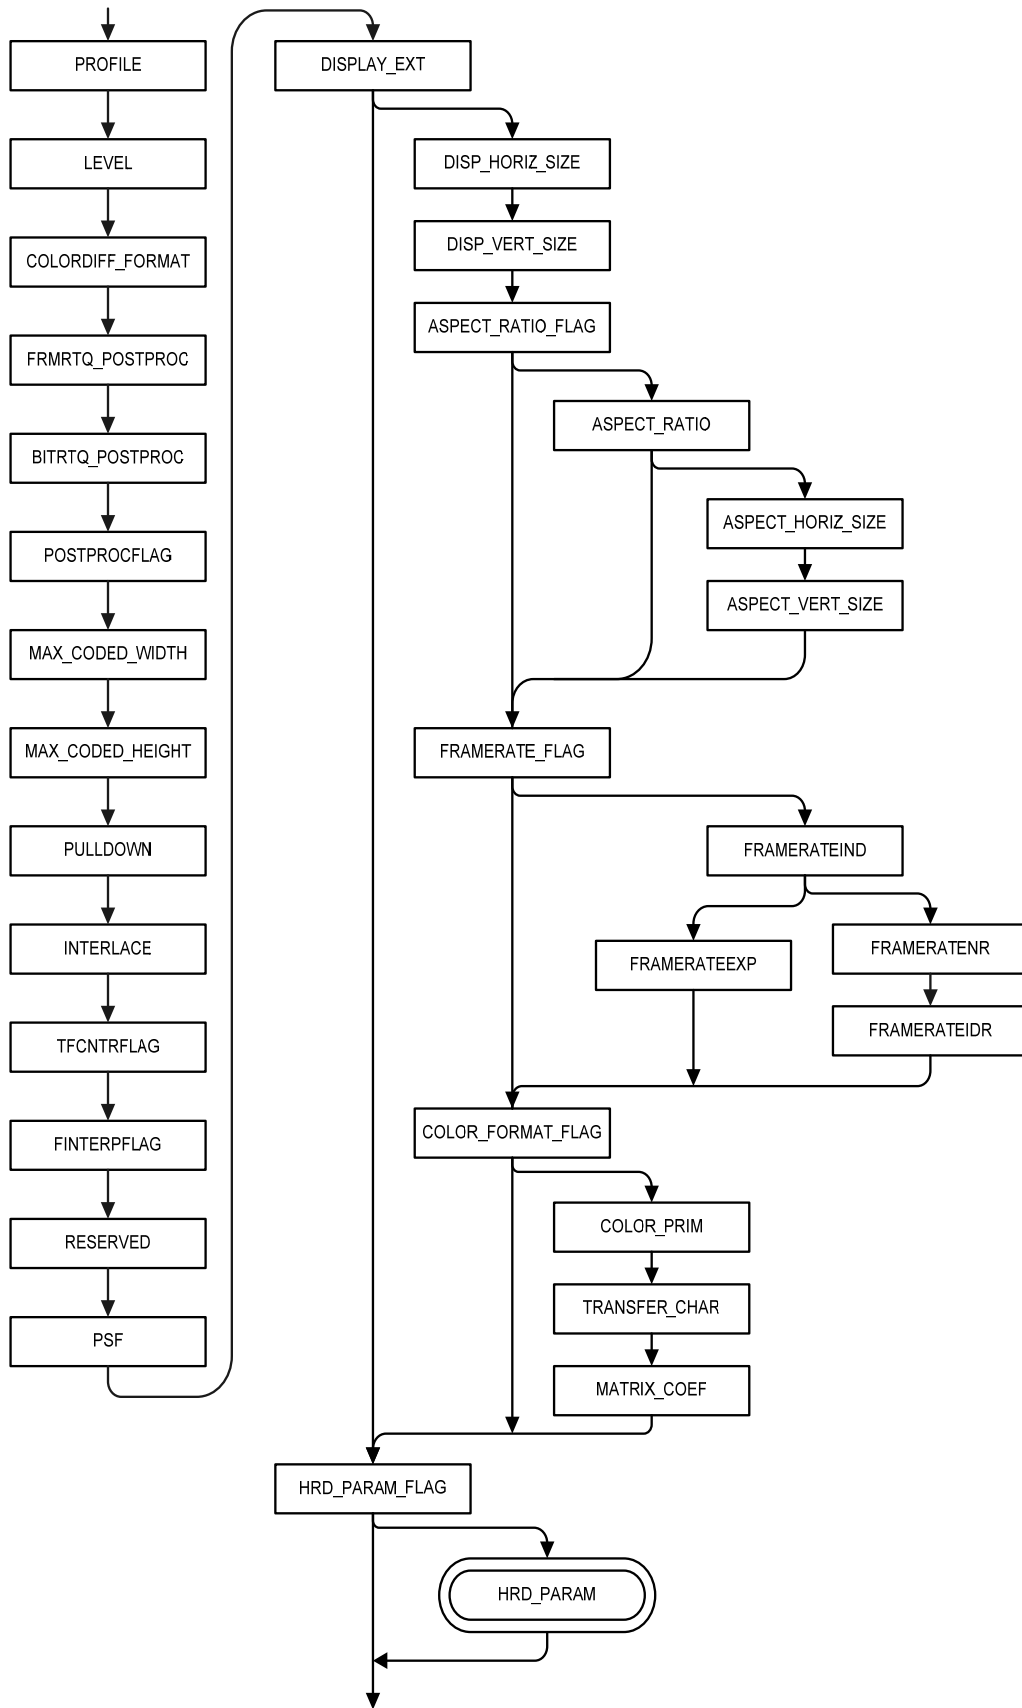 PROFILE
LEVEL
COLORDIFF_FORMAT
FRMRTQ_POSTPROC
BITRTQ_POSTPROC
POSTPROCFLAG
MAX_CODED_WIDTH
MAX_CODED_HEIGHT
PULLDOWN
INTERLACE
TFCNTRFLAG
FINTERPFLAG
RESERVED
PSF
DISPLAY_EXT
DISP_HORIZ_SIZE
DISP_VERT_SIZE
ASPECT_RATIO_FLAG
ASPECT_RATIO
ASPECT_HORIZ_SIZE
ASPECT_VERT_SIZE
FRAMERATE_FLAG
FRAMERATEIND
FRAMERATEEXP
FRAMERATENR
FRAMERATEIDR
COLOR_FORMAT_FLAG
COLOR_PRIM
TRANSFER_CHAR
MATRIX_COEF
HRD_PARAM_FLAG
HRD_PARAM